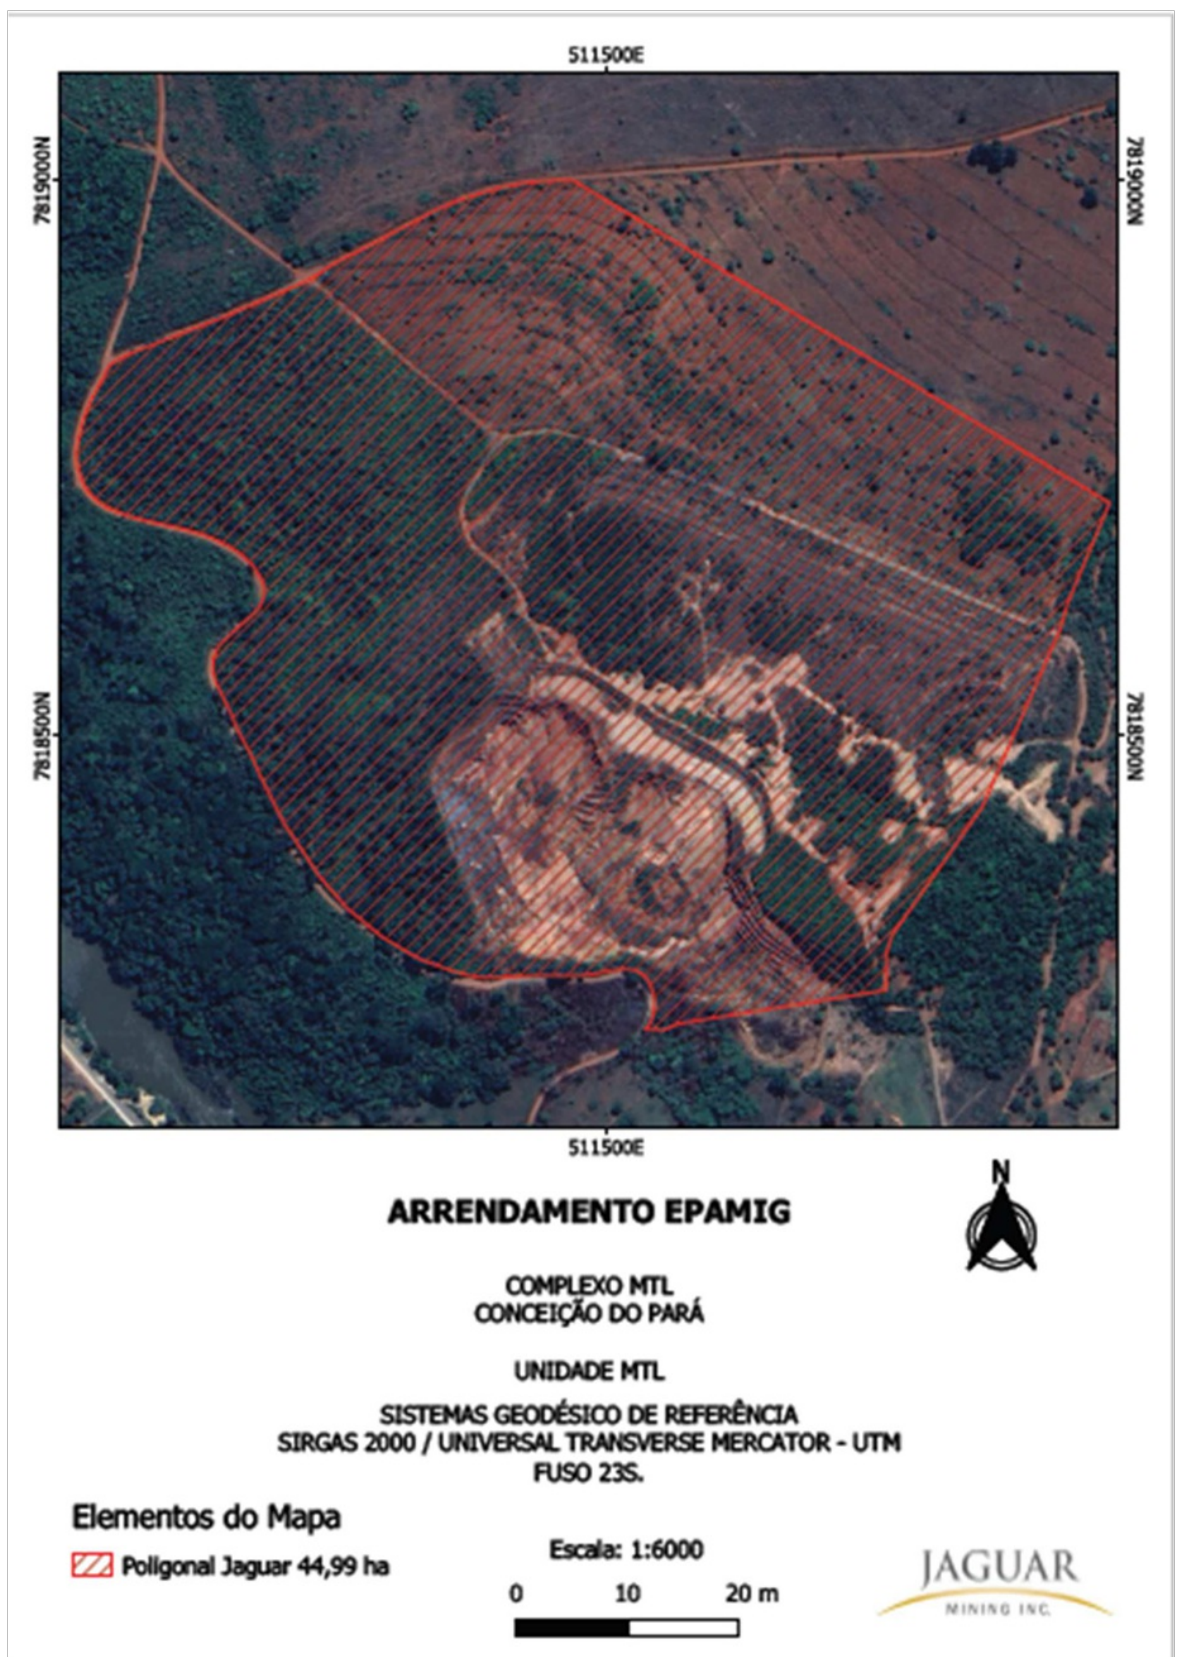 511500E
7819000N
7819000N
7818500N
7818500N
511500E
N
ARRENDAMENTO EPAMIG
COMPLEXO MTL
CONCEIÇÃO DO PARÁ
UNIDADE MTL
SISTEMAS GEODÉSICO DE REFERÊNCIA
SIRGAS 2000 / UNIVERSAL TRANSVERSE MERCATOR - UTM
FUSO 23S.
Elementos do Mapa
Poligonal Jaguar 44,99 ha
Escala: 1:6000
0 10 20 m
JAGUAR
MINING INC.